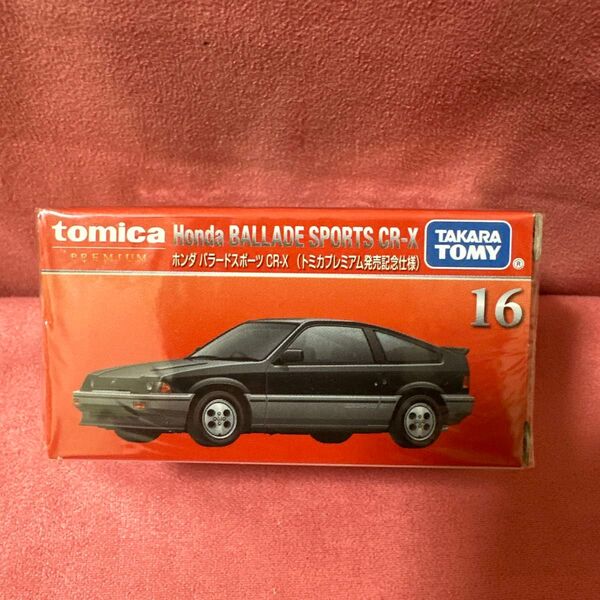 tomica Honda BALLADE SPORTS CR-X
PREMIUM
ホンダ バラードスポーツ CR-X (トミカプレミアム発売記念仕様)
TAKARA
TOMY
®
16